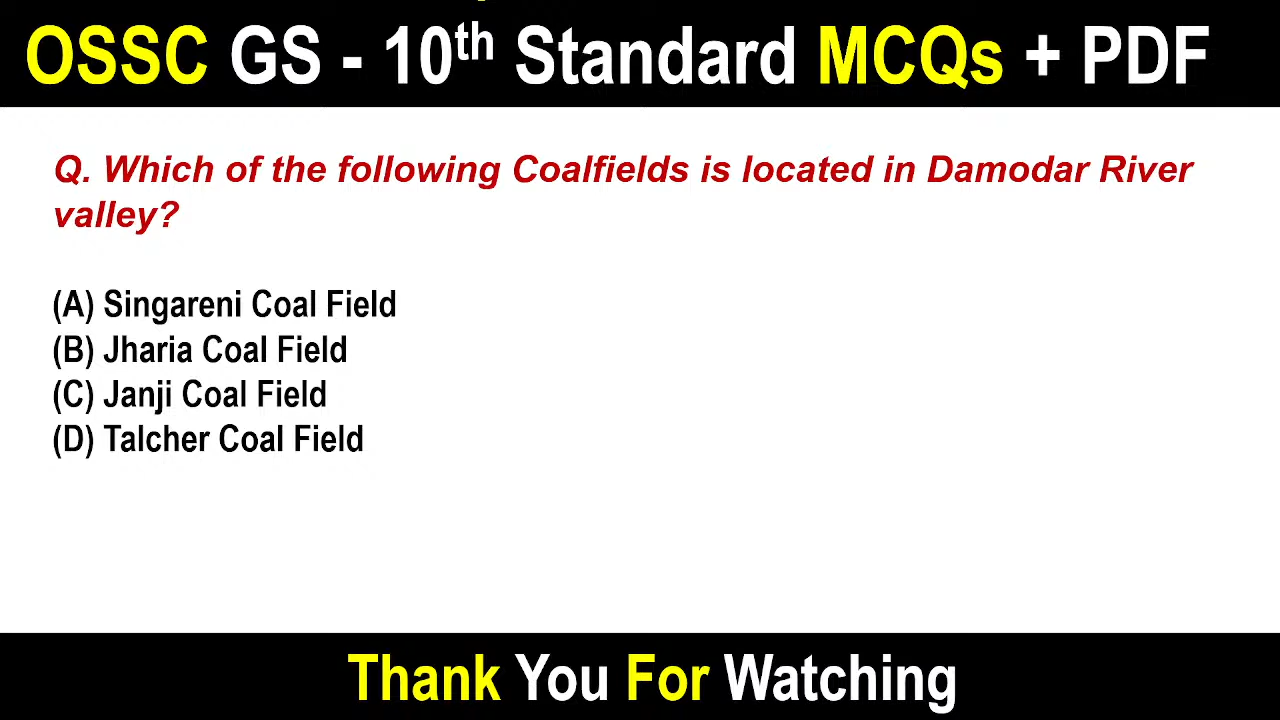 OSSC GS - 10th Standard MCQs + PDF
Q. Which of the following Coalfields is located in Damodar River
valley?
(A) Singareni Coal Field
(B) Jharia Coal Field
(C) Janji Coal Field
(D) Talcher Coal Field
Thank You For Watching